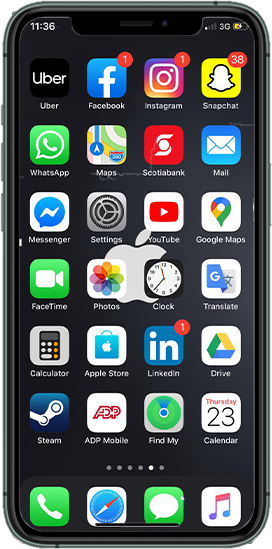 11:36 3G
1 1 38
Uber
Uber Facebook Instagram Snapchat
280
WhatsApp Maps Scotiabank Mail
Messenger Settings YouTube Google Maps
FaceTime Photos Clock Translate
1
Calculator Apple Store LinkedIn Drive
ADP Thursday
23
Steam ADP Mobile Find My Calendar